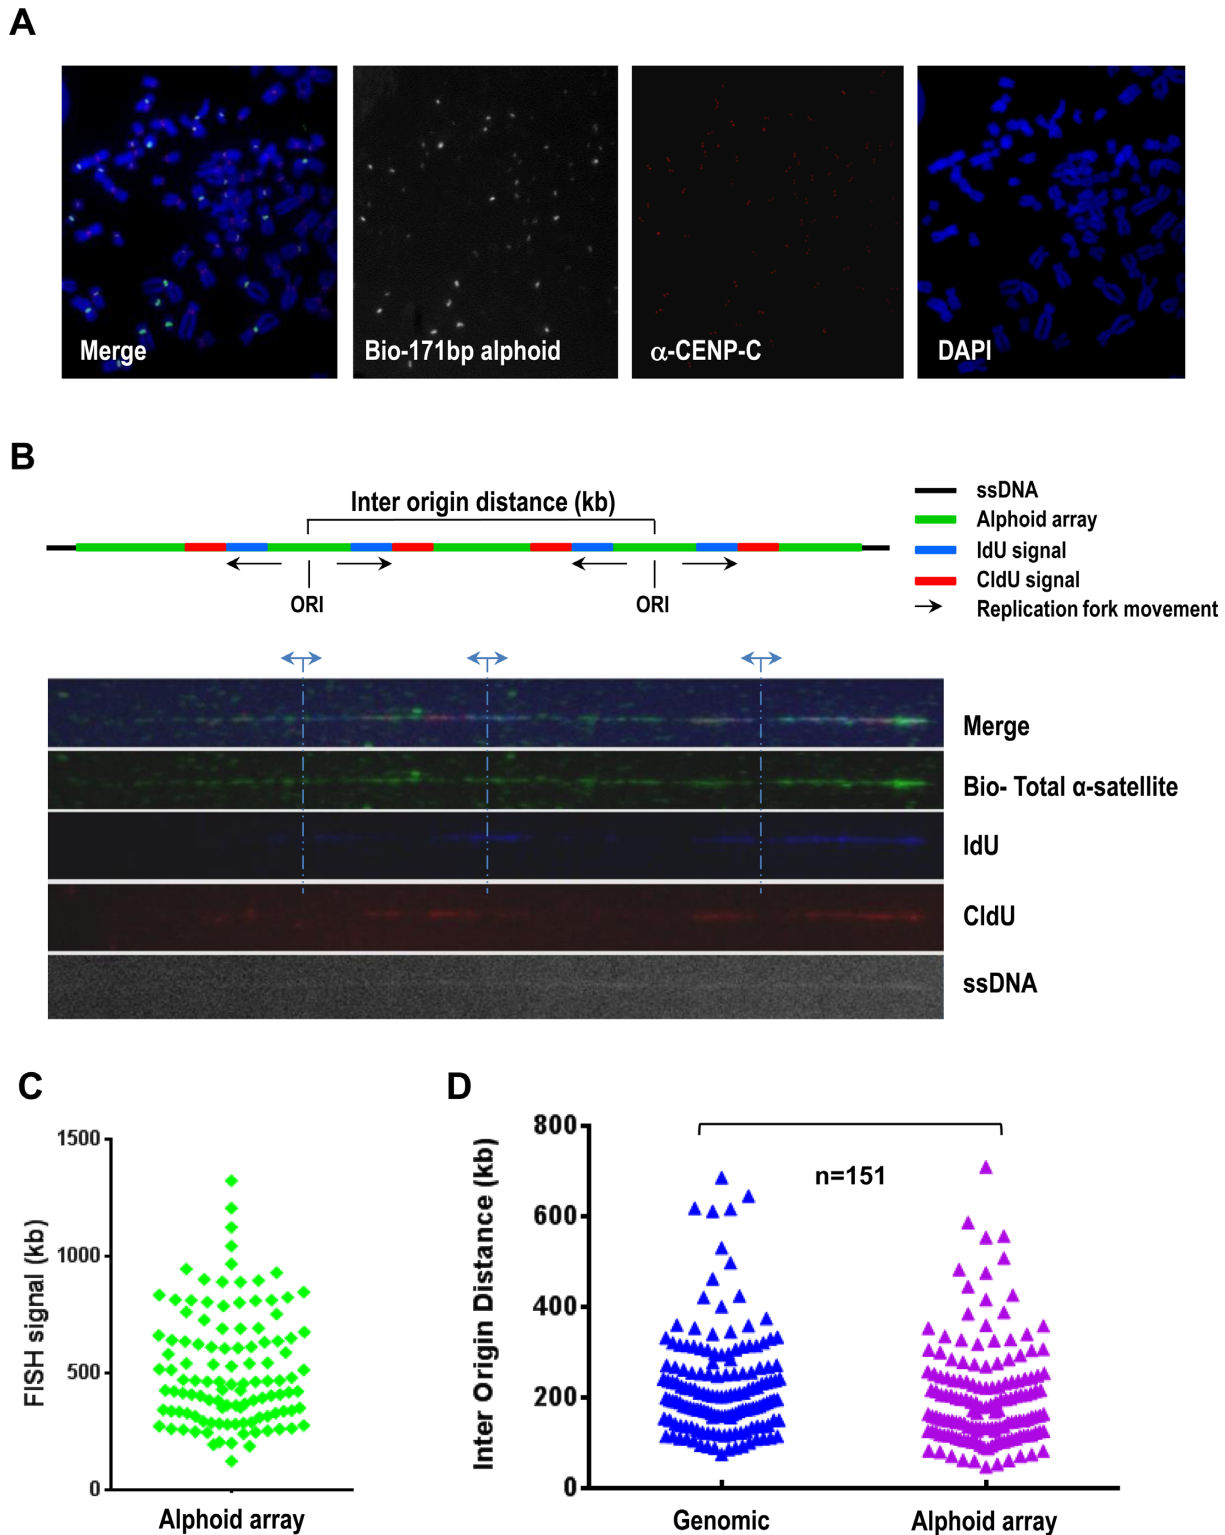 A
Merge
Bio-171bp alphoid
α-CENP-C
DAPI
B
Inter origin distance (kb)
ORI
ORI
ssDNA
Alphoid array
IdU signal
CldU signal
Replication fork movement
Merge
Bio- Total α-satellite
IdU
CldU
ssDNA
C
FISH signal (kb)
1500
1000
500
0
Alphoid array
D
Inter Origin Distance (kb)
800
600
400
200
0
n=151
Genomic
Alphoid array